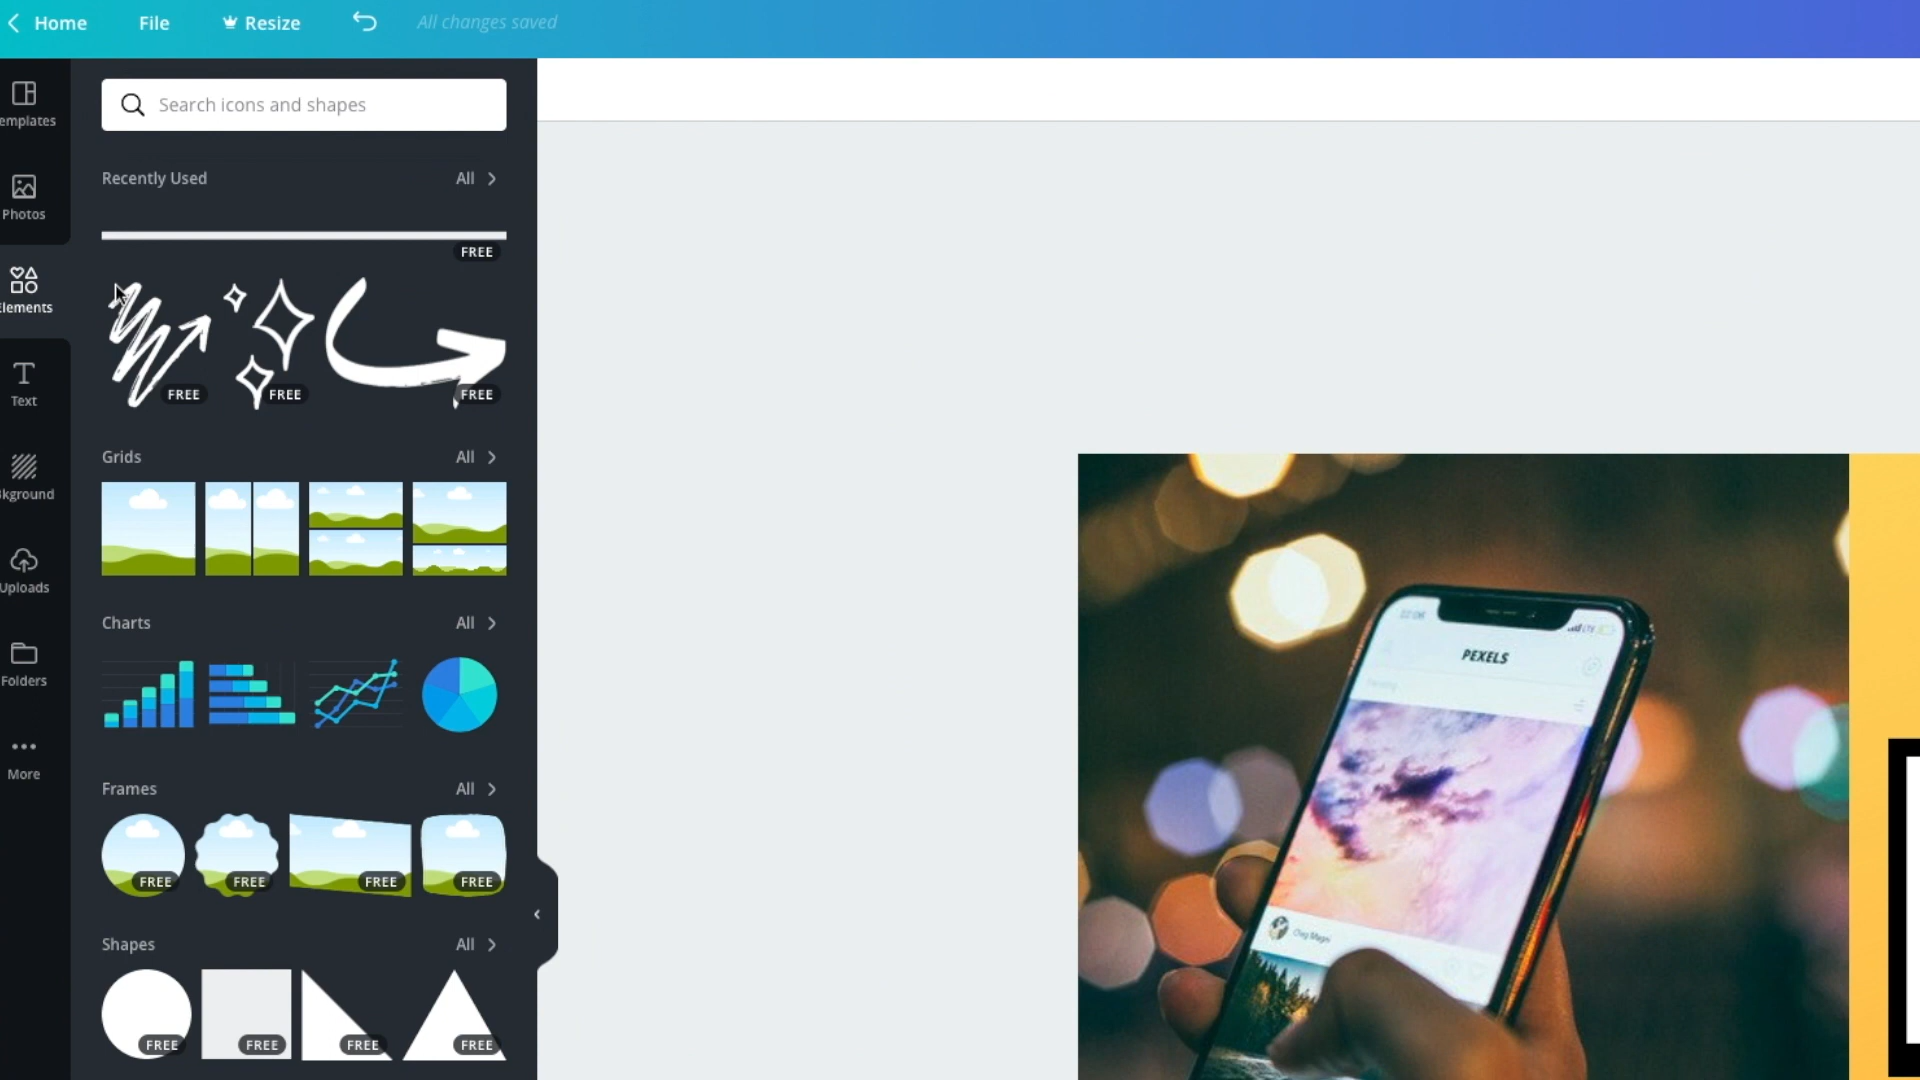 Home File Resize All changes saved
Search icons and shapes
Recently Used All
FREE
FREE FREE FREE
Grids All
Charts All
Frames All
FREE FREE FREE FREE
Shapes All
FREE FREE FREE FREE
emplates
Photos
Elements
Text
kground
Uploads
Folders
More
PEXELS